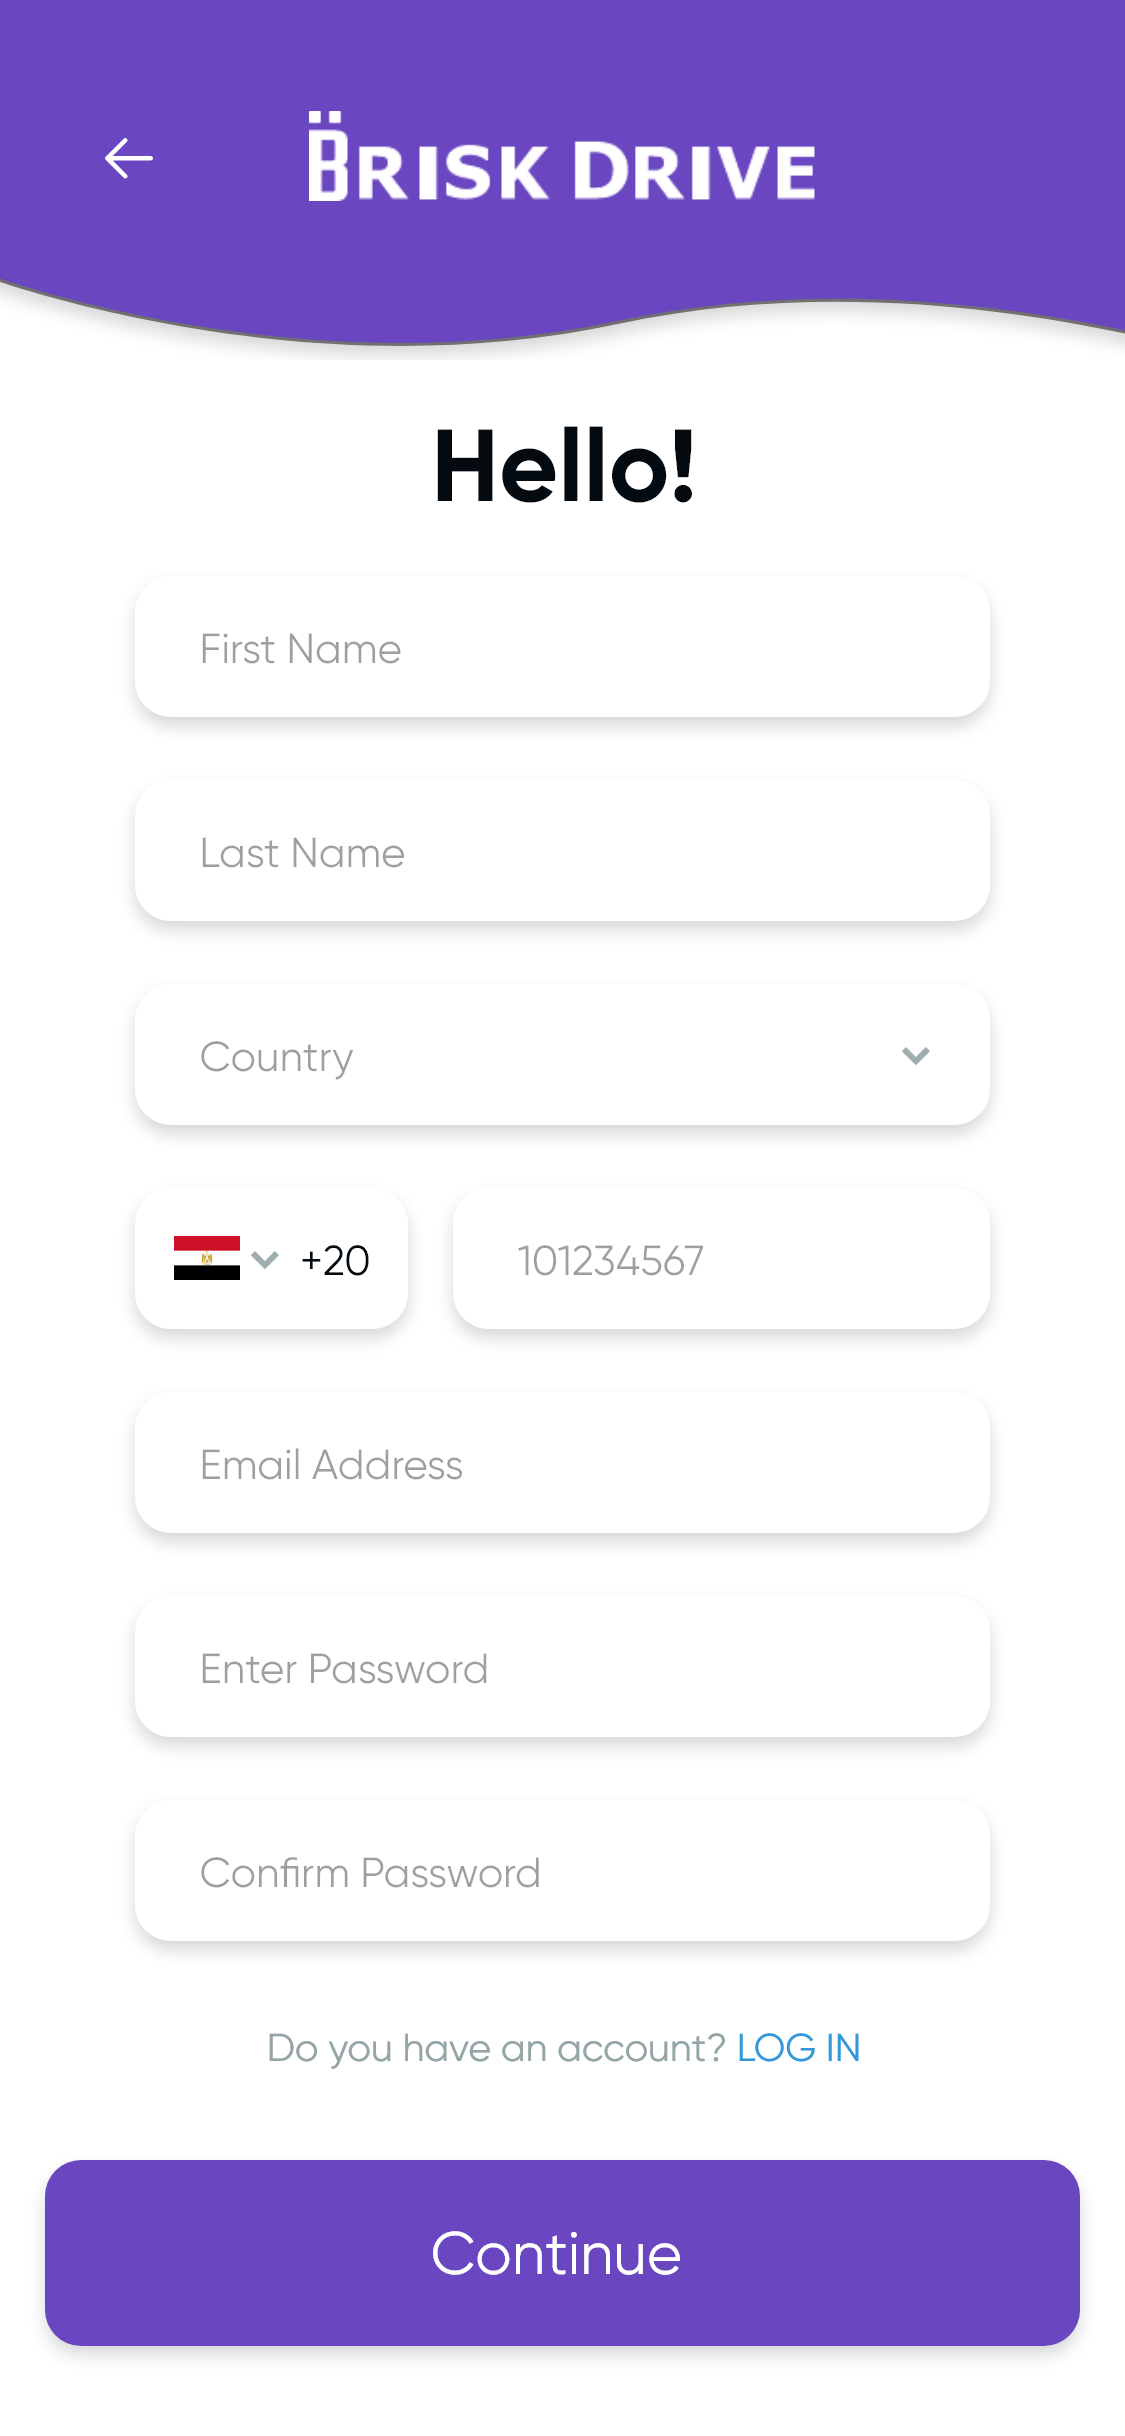 BRISK DRIVE
Hello!
First Name
Last Name
Country
+20 101234567
Email Address
Enter Password
Confirm Password
Do you have an account? LOG IN
Continue